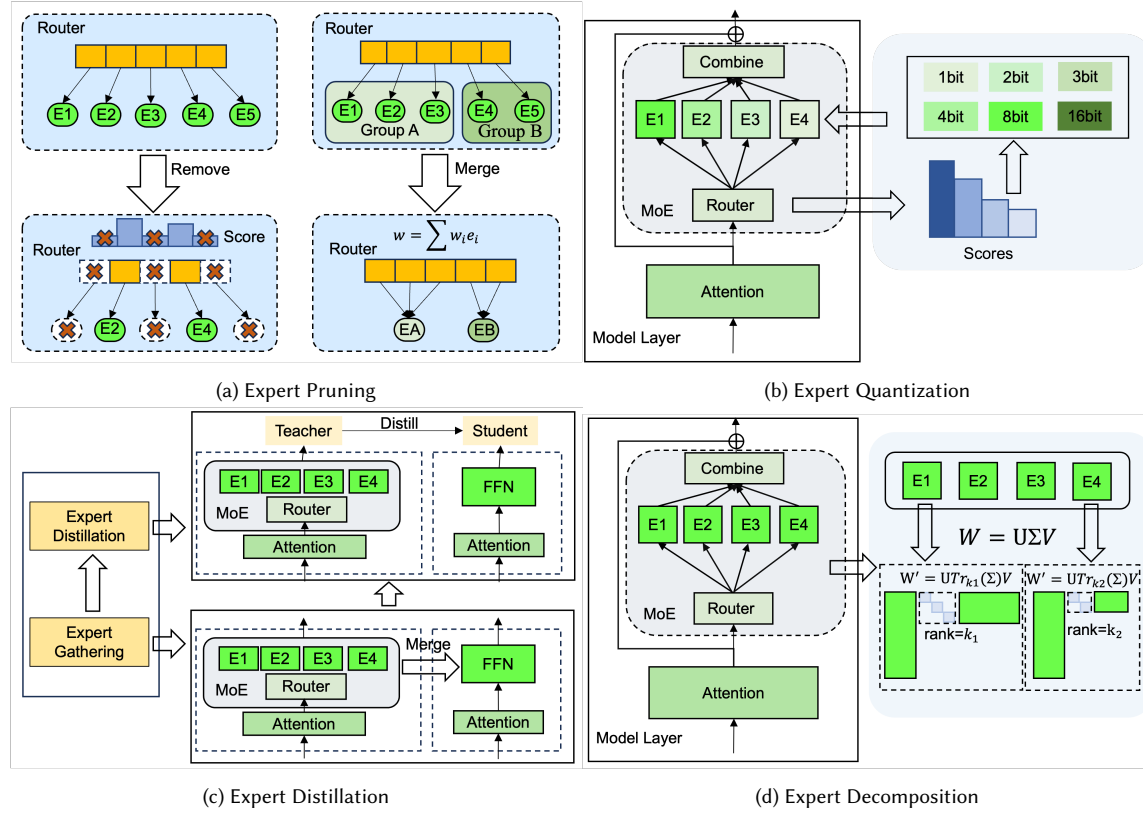 Router
E1 E2 E3 E4 E5
Remove
Router
Score
E2 E4
Router
E1 E2 E3 E4 E5
Group A Group B
Merge
w = ∑ wᵢeᵢ
Router
EA EB
(a) Expert Pruning
Combine
E1 E2 E3 E4
Router
MoE
Attention
Model Layer
1bit 2bit 3bit
4bit 8bit 16bit
Scores
(b) Expert Quantization
Expert
Distillation
Expert
Gathering
Teacher Distill Student
E1 E2 E3 E4
Router
MoE
Attention
FFN
Attention
E1 E2 E3 E4
Router
MoE
Attention
Merge
FFN
Attention
(c) Expert Distillation
Combine
E1 E2 E3 E4
Router
MoE
Attention
Model Layer
E1 E2 E3 E4
W = UΣV
W′ = UTrₖ₁(Σ)V W′ = UTrₖ₂(Σ)V
rank=k₁ rank=k₂
(d) Expert Decomposition